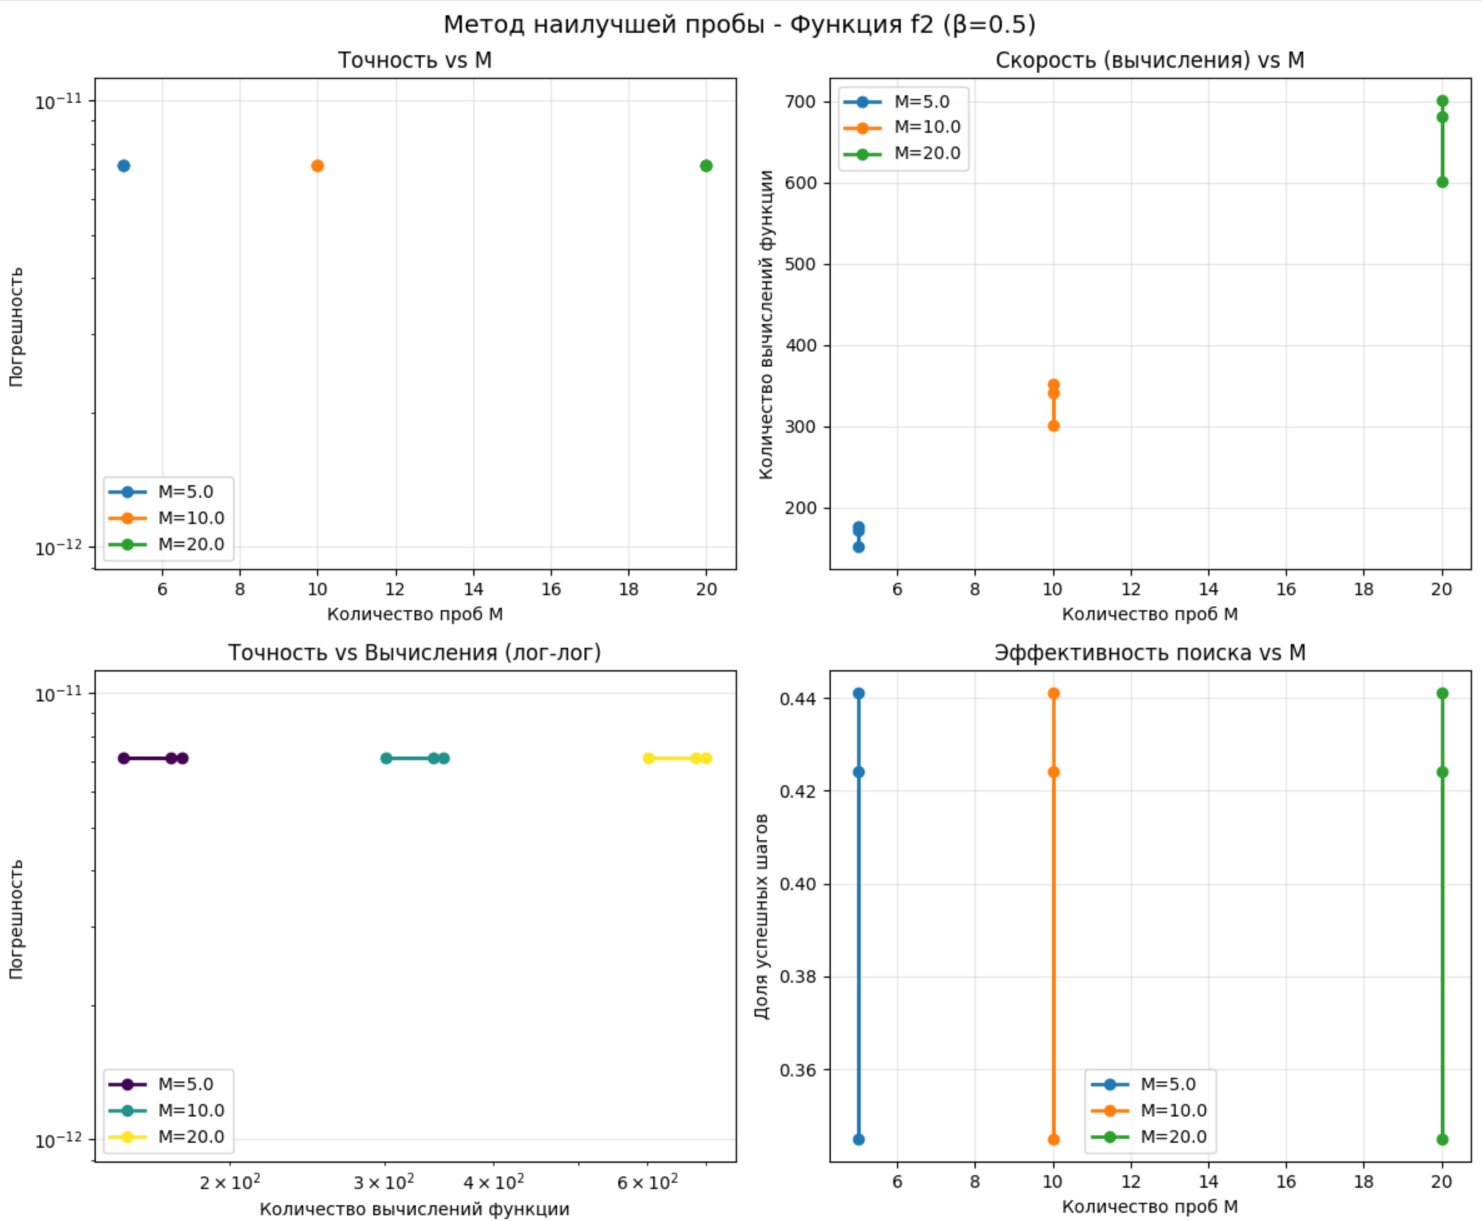 Метод наилучшей пробы - Функция f2 (β=0.5)
Точность vs M
10⁻¹¹
10⁻¹²
Погрешность
M=5.0
M=10.0
M=20.0
6 8 10 12 14 16 18 20
Количество проб M
Скорость (вычисления) vs M
700
600
500
400
300
200
Количество вычислений функции
M=5.0
M=10.0
M=20.0
6 8 10 12 14 16 18 20
Количество проб M
Точность vs Вычисления (лог-лог)
10⁻¹¹
10⁻¹²
Погрешность
M=5.0
M=10.0
M=20.0
2 × 10² 3 × 10² 4 × 10² 6 × 10²
Количество вычислений функции
Эффективность поиска vs M
0.44
0.42
0.40
0.38
0.36
Доля успешных шагов
M=5.0
M=10.0
M=20.0
6 8 10 12 14 16 18 20
Количество проб M